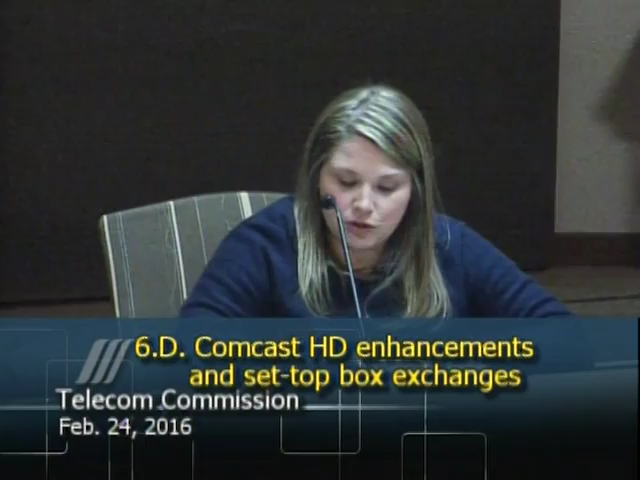 6.D. Comcast HD enhancements
and set-top box exchanges
Telecom Commission
Feb. 24, 2016